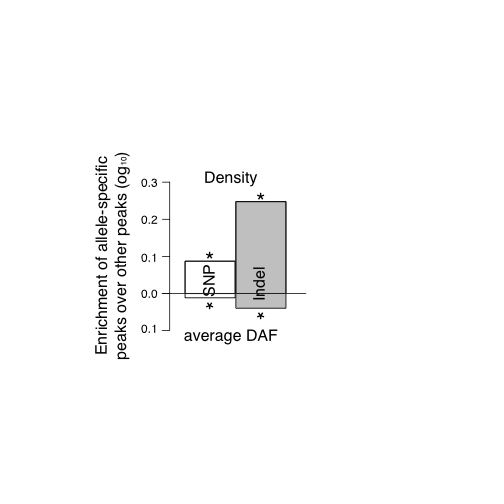 Enrichment of allele-specific
peaks over other peaks (og10)
Density
0.3
0.2
0.1
0.0
0.1
*
*
SNP
Indel
*
*
average DAF